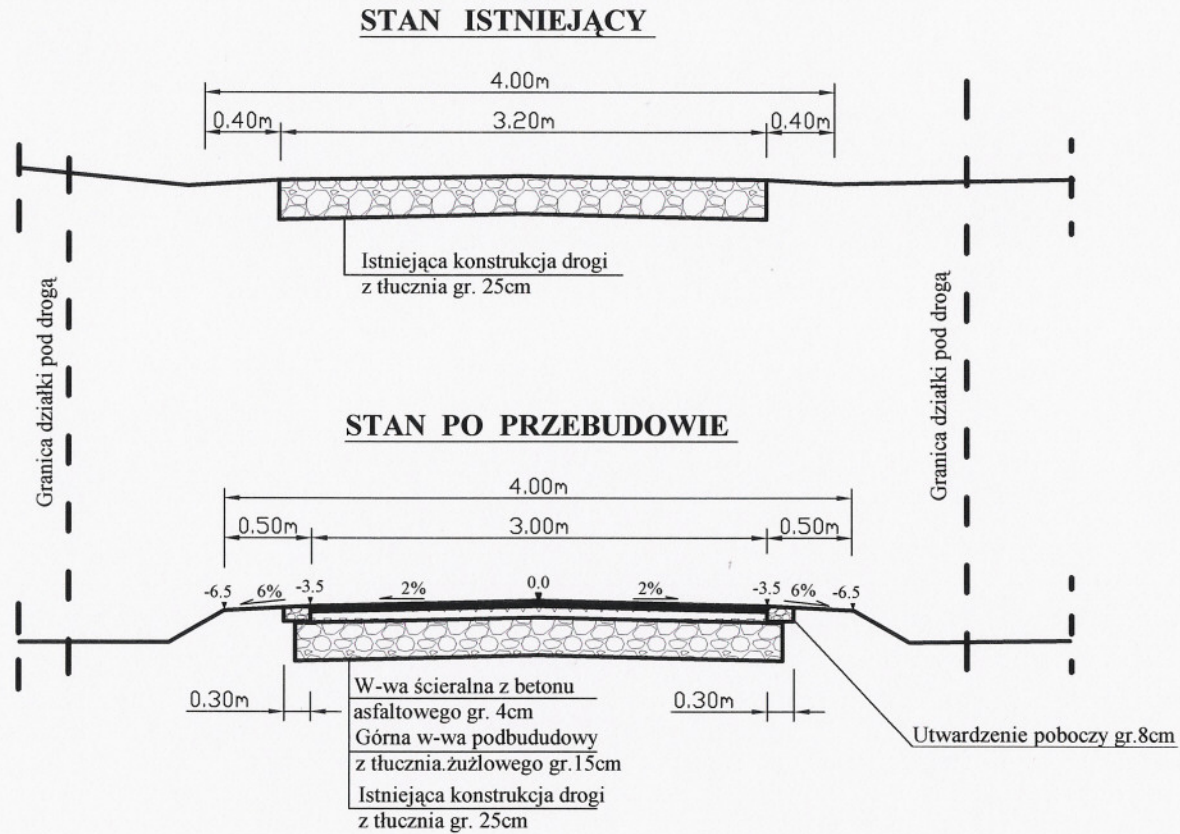 STAN ISTNIEJĄCY
4.00m
0.40m 3.20m 0.40m
Istniejąca konstrukcja drogi
z tłucznia gr. 25cm
Granica działki pod drogą
Granica działki pod drogą
STAN PO PRZEBUDOWIE
4.00m
0.50m 3.00m 0.50m
-6.5 6% -3.5 2% 0.0 2% -3.5 6% -6.5
0.30m 0.30m
W-wa ścieralna z betonu
asfaltowego gr. 4cm
Górna w-wa podbududowy
z tłucznia.żużlowego gr.15cm
Istniejąca konstrukcja drogi
z tłucznia gr. 25cm
Utwardzenie poboczy gr.8cm